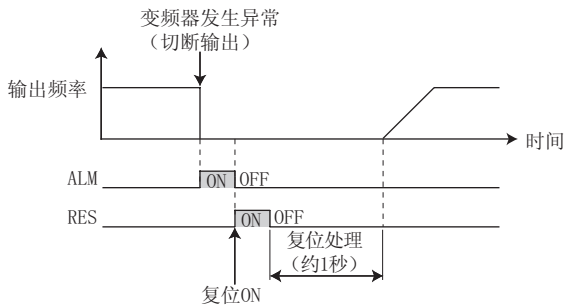 变频器发生异常
（切断输出）
输出频率
时间
ALM
ON OFF
RES
ON OFF
复位处理
（约1秒）
复位ON